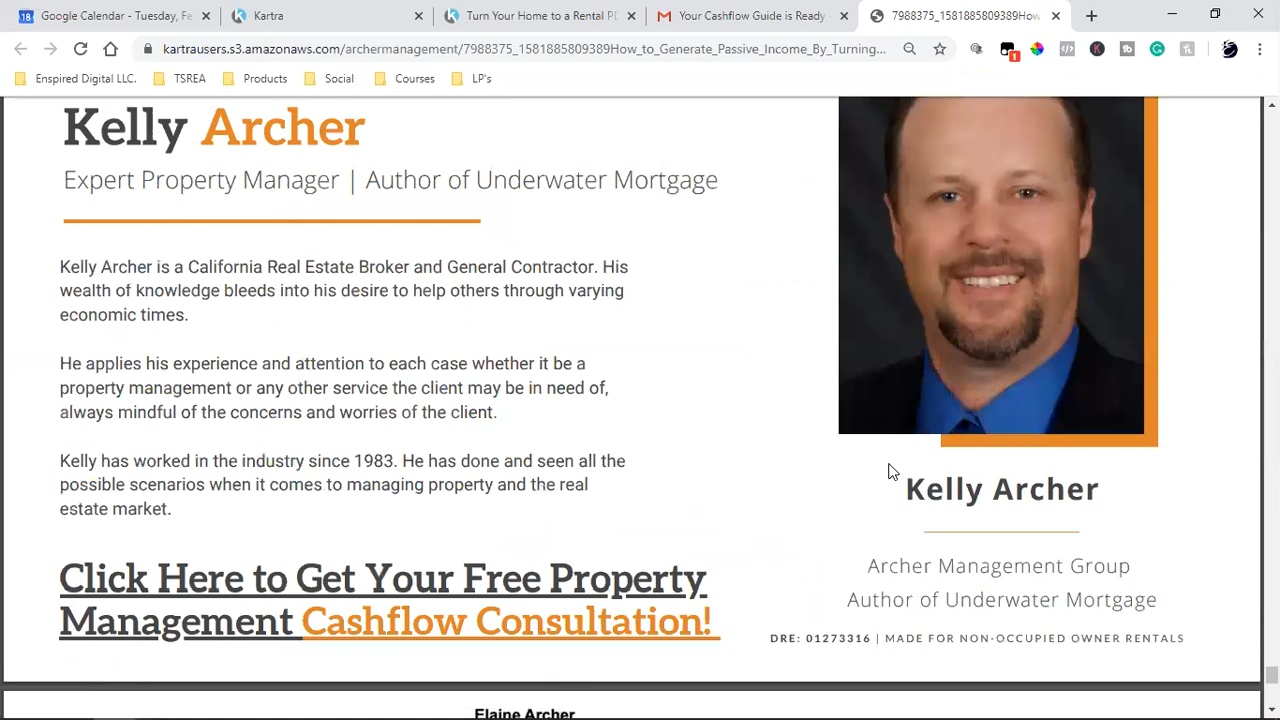 Google Calendar - Tuesday, Fe
Kartra
Turn Your Home to a Rental PD
Your Cashflow Guide is Ready -
7988375_1581885809389Ho
kartrausers.s3.amazonaws.com/archermanagement/7988375_1581885809389How_to_Generate_Passive_Income_By_Turning...
1
Enspired Digital LLC.
TSREA
Products
Social
Courses
LP's
Kelly Archer
Expert Property Manager | Author of Underwater Mortgage
Kelly Archer is a California Real Estate Broker and General Contractor. His
wealth of knowledge bleeds into his desire to help others through varying
economic times.
He applies his experience and attention to each case whether it be a
property management or any other service the client may be in need of,
always mindful of the concerns and worries of the client.
Kelly has worked in the industry since 1983. He has done and seen all the
possible scenarios when it comes to managing property and the real
estate market.
Click Here to Get Your Free Property
Management Cashflow Consultation!
Kelly Archer
Archer Management Group
Author of Underwater Mortgage
DRE: 01273316 | MADE FOR NON-OCCUPIED OWNER RENTALS
Elaine Archer